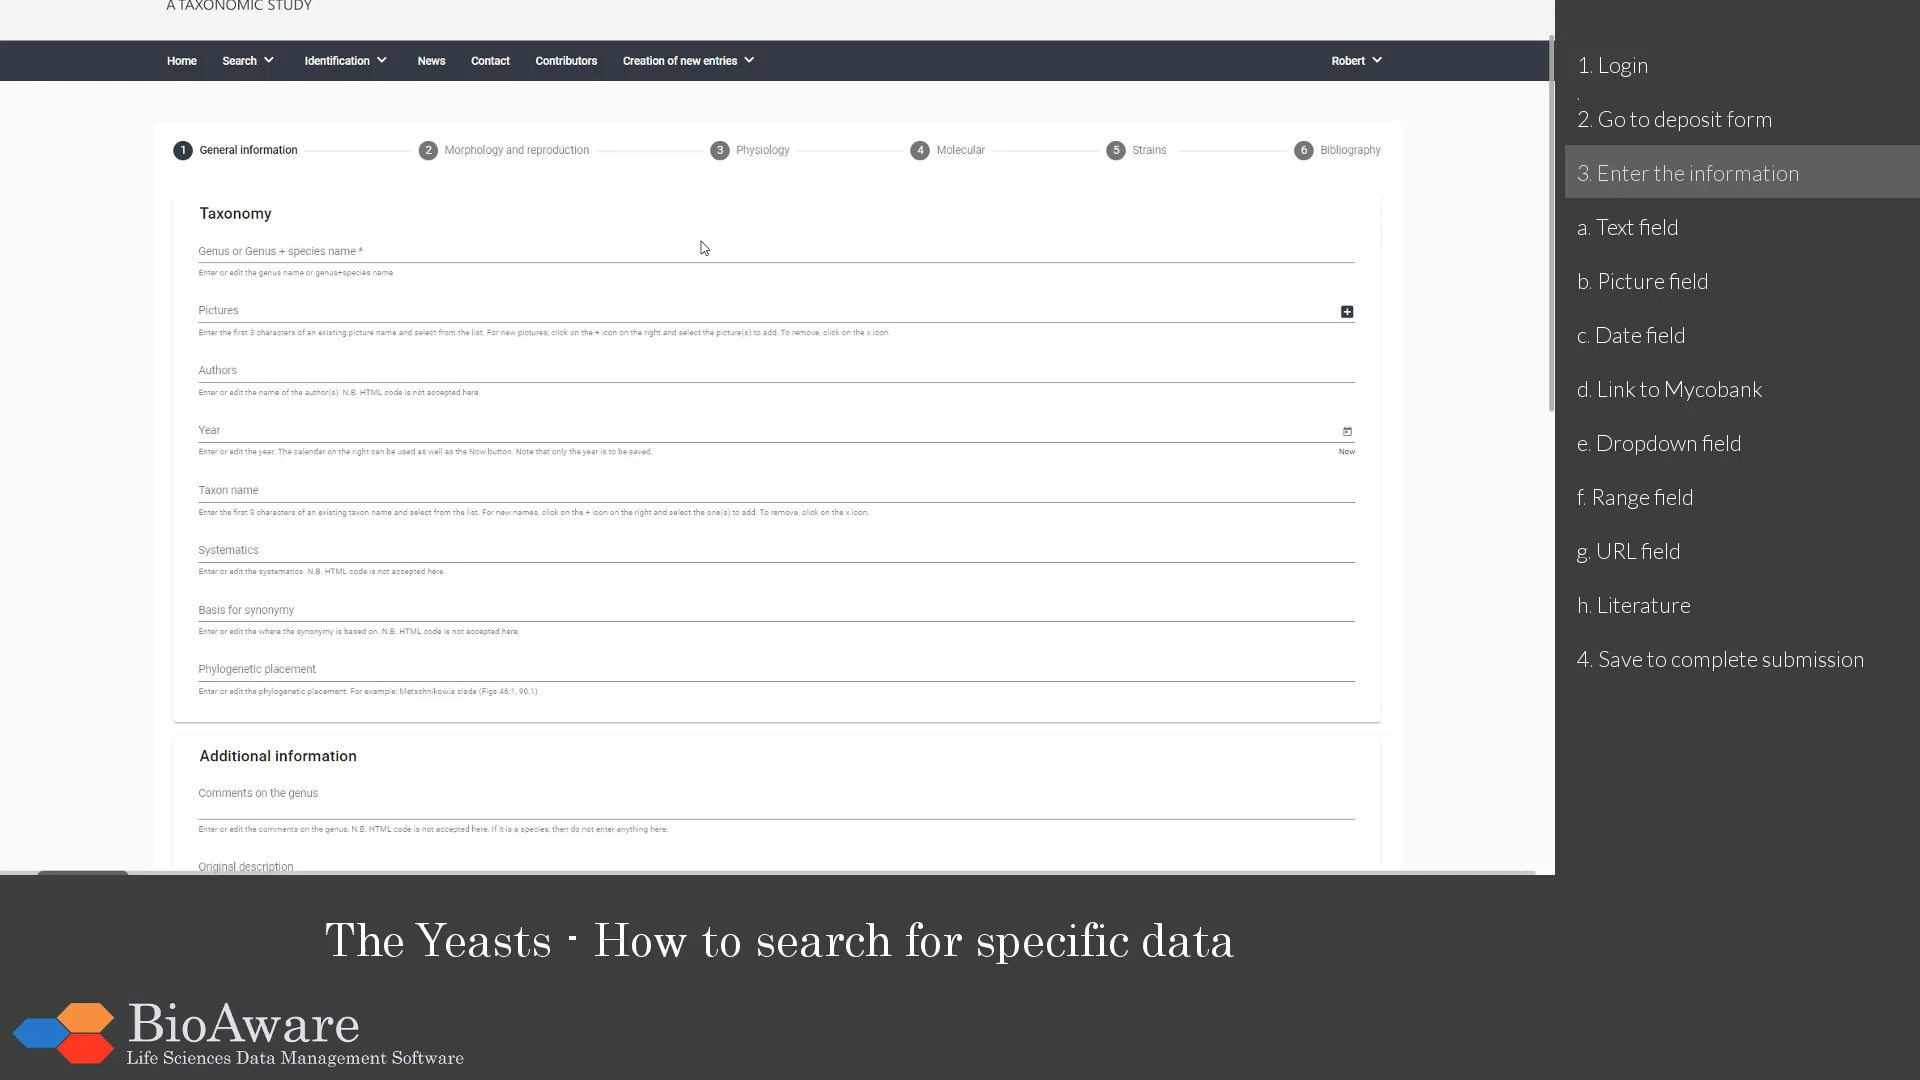 A TAXONOMIC STUDY
Home Search Identification News Contact Contributors Creation of new entries Robert
1 General information 2 Morphology and reproduction 3 Physiology 4 Molecular 5 Strains 6 Bibliography
Taxonomy
Genus or Genus + species name *
Enter or edit the genus name or genus+species name
Pictures
Enter the first 3 characters of an existing picture name and select from the list. For new pictures, click on the + icon on the right and select the picture(s) to add. To remove, click on the x icon.
Authors
Enter or edit the name of the author(s). N.B. HTML code is not accepted here.
Year
Enter or edit the year. The calendar on the right can be used as well as the Now button. Note that only the year is to be saved. Now
Taxon name
Enter the first 3 characters of an existing taxon name and select from the list. For new names, click on the + icon on the right and select the one(s) to add. To remove, click on the x icon.
Systematics
Enter or edit the systematics. N.B. HTML code is not accepted here.
Basis for synonymy
Enter or edit the where the synonymy is based on. N.B. HTML code is not accepted here.
Phylogenetic placement
Enter or edit the phylogenetic placement. For example: Metschnikowia clade (Figs 46.1, 90.1)
Additional information
Comments on the genus
Enter or edit the comments on the genus. N.B. HTML code is not accepted here. If it is a species, then do not enter anything here.
Original description
1. Login
.
2. Go to deposit form
3. Enter the information
a. Text field
b. Picture field
c. Date field
d. Link to Mycobank
e. Dropdown field
f. Range field
g. URL field
h. Literature
4. Save to complete submission
The Yeasts - How to search for specific data
BioAware
Life Sciences Data Management Software